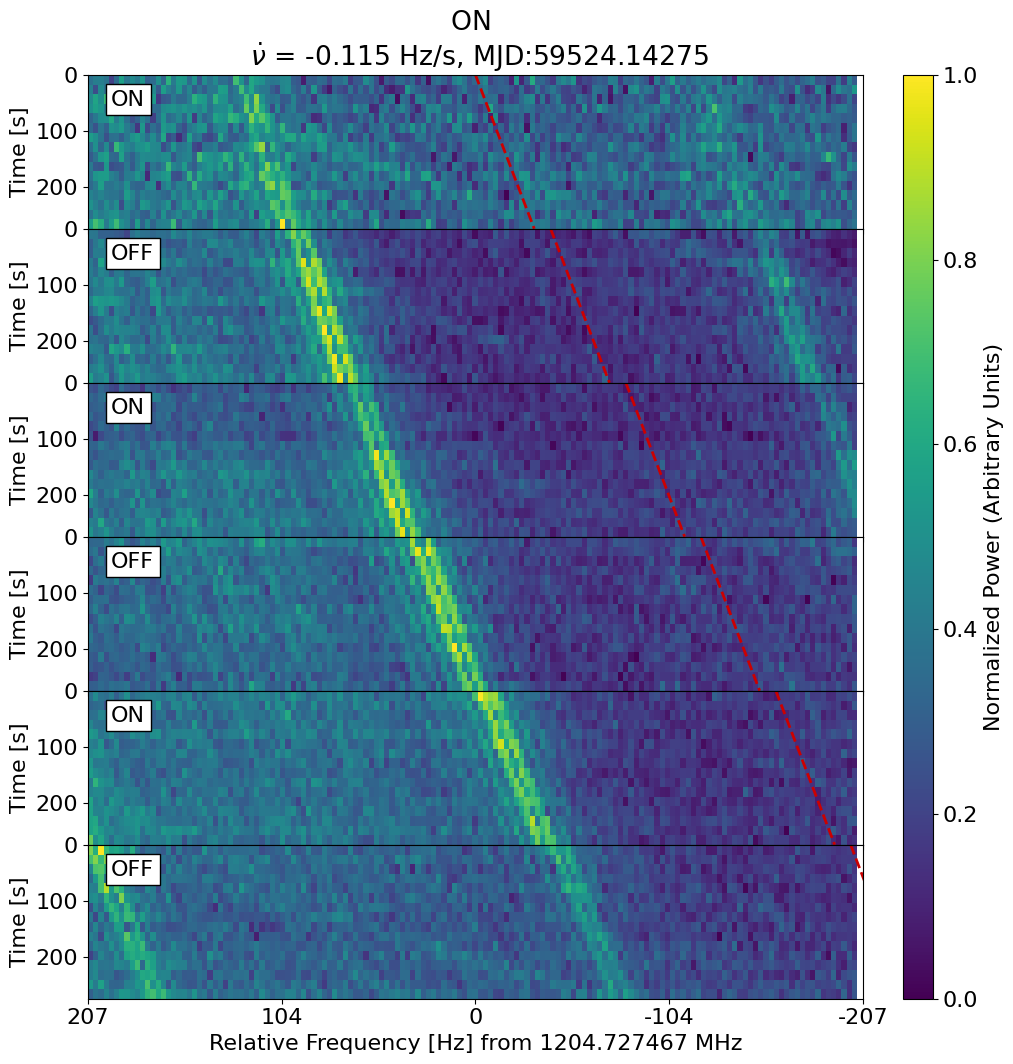 ON
ν̇ = -0.115 Hz/s, MJD:59524.14275
0
ON
100
200
Time [s]
0
OFF
100
200
Time [s]
0
ON
100
200
Time [s]
0
OFF
100
200
Time [s]
0
ON
100
200
Time [s]
0
OFF
100
200
Time [s]
207 104 0 -104 -207
Relative Frequency [Hz] from 1204.727467 MHz
1.0
0.8
0.6
0.4
0.2
0.0
Normalized Power (Arbitrary Units)